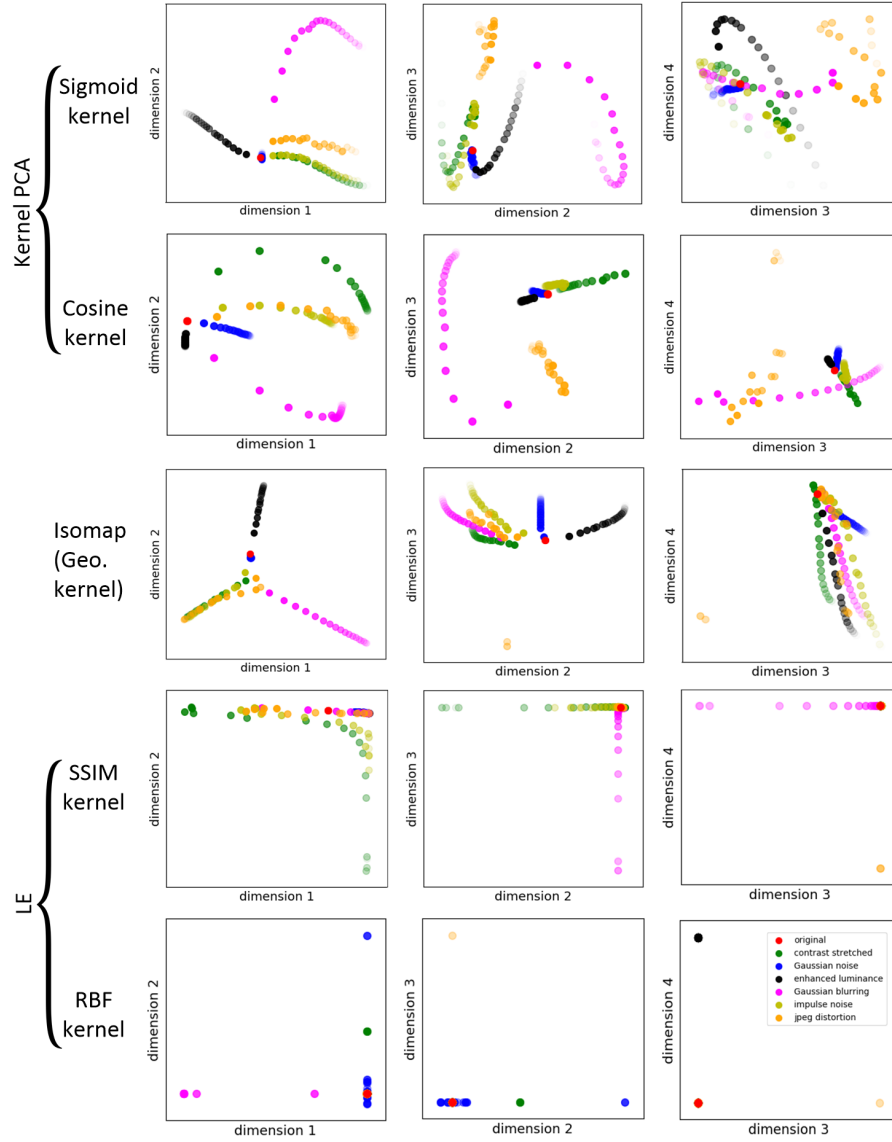 Kernel PCA
Sigmoid
kernel
dimension 2
dimension 1
dimension 3
dimension 2
dimension 4
dimension 3
Cosine
kernel
dimension 2
dimension 1
dimension 3
dimension 2
dimension 4
dimension 3
Isomap
(Geo.
kernel)
dimension 2
dimension 1
dimension 3
dimension 2
dimension 4
dimension 3
LE
SSIM
kernel
dimension 2
dimension 1
dimension 3
dimension 2
dimension 4
dimension 3
RBF
kernel
dimension 2
dimension 1
dimension 3
dimension 2
dimension 4
dimension 3
original
contrast stretched
Gaussian noise
enhanced luminance
Gaussian blurring
impulse noise
jpeg distortion